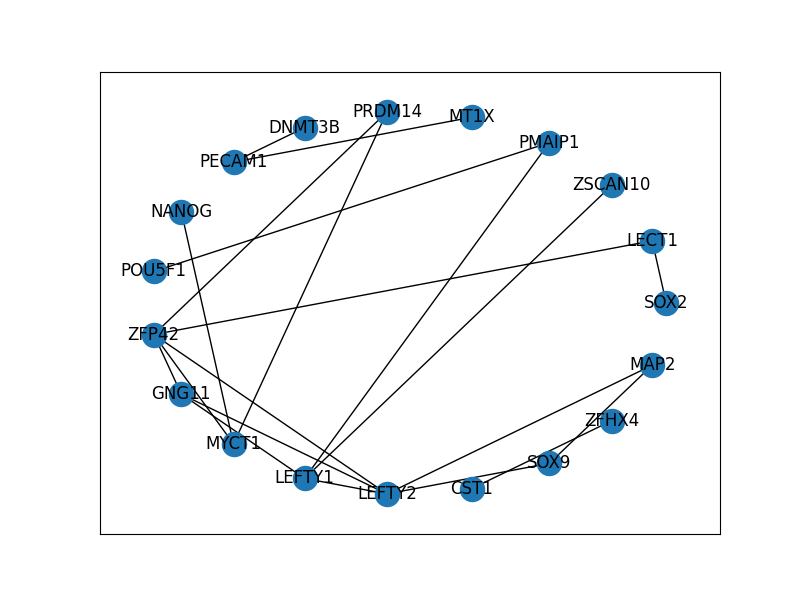 PRDM14
MT1X
DNMT3B
PMAIP1
PECAM1
ZSCAN10
NANOG
LECT1
POU5F1
SOX2
ZFP42
MAP2
GNG11
ZFHX4
MYCT1
SOX9
LEFTY1
CST1
LEFTY2